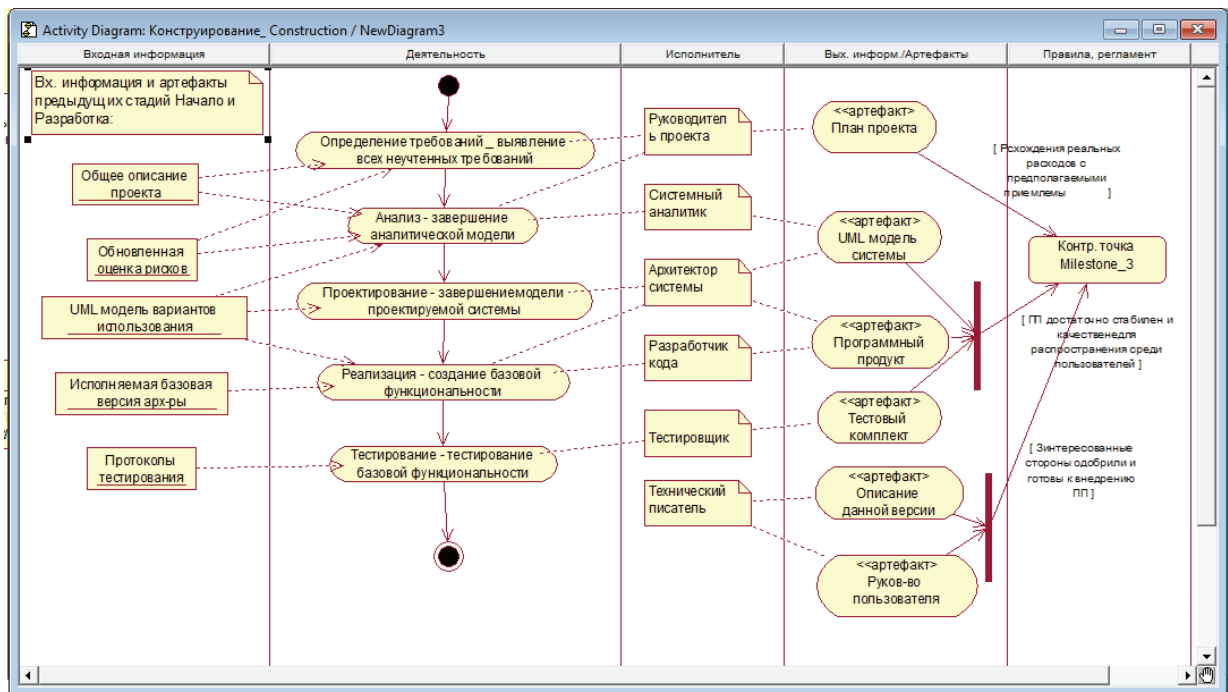 Activity Diagram: Конструирование_ Construction / NewDiagram3
Входная информация
Деятельность
Исполнитель
Вых. информ./Артефакты
Правила, регламент
Вх. информация и артефакты
предыдущих стадий Начало и
Разработка:
Общее описание
проекта
Обновленная
оценка рисков
UML модель вариантов
использования
Исполняемая базовая
версия арх-ры
Протоколы
тестирования
Определение требований _ выявление
всех неучтенных требований
Анализ - завершение
аналитической модели
Проектирование - завершениемодели
проектируемой системы
Реализация - создание базовой
функциональности
Тестирование - тестирование
базовой функциональности
Руководител
ь проекта
Системный
аналитик
Архитектор
системы
Разработчик
кода
Тестировщик
Технический
писатель
<<артефакт>
План проекта
<<артефакт>
UML модель
системы
<<артефакт>
Программный
продукт
<<артефакт>
Тестовый
комплект
<<артефакт>
Описание
данной версии
<<артефакт>
Руков-во
пользователя
[ Рсхождения реальных
расходов с
предполагаемыми
приемлемы ]
Контр. точка
Milestone_3
[ ПП достаточно стабилен и
качественедля
распространения среди
пользователей ]
[ Зинтересованные
стороны одобрили и
готовы к внедрению
ПП ]